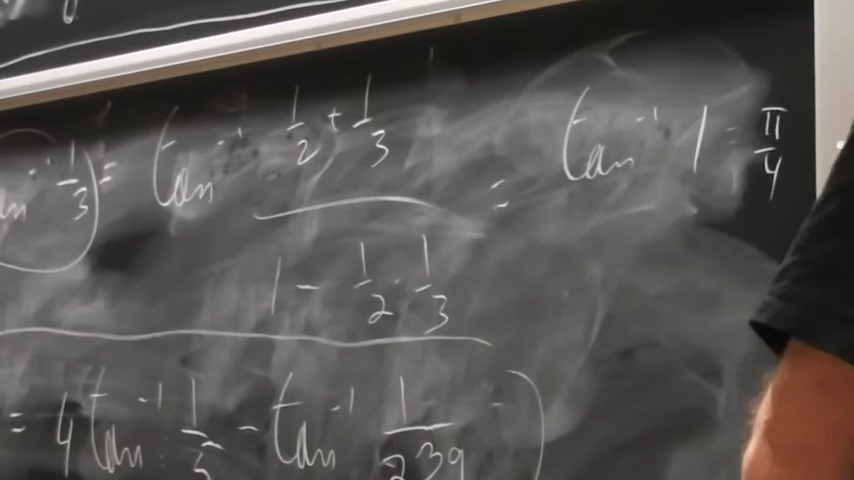 tan⁻¹ 1/3) = tan⁻¹ (1/2 + 1/3) / (1 - 1/2 · 1/3) = tan⁻¹ 1 = π/4
= 4 tan⁻¹ 1/5 - tan⁻¹ 1/239 )